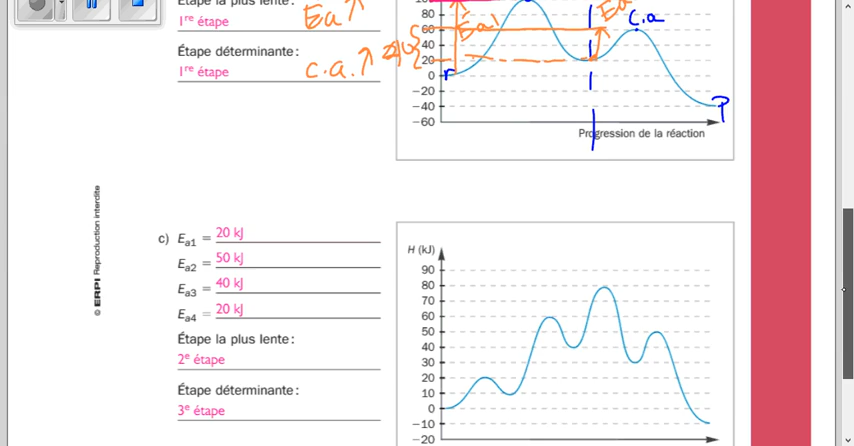 Étape la plus lente :
1re étape
Ea ↑
Étape déterminante :
1re étape
c.a. ↑
80
60
40
20
0
−20
−40
−60
Ea1
Ea
c.a
r
P
Progression de la réaction
© ERPI Reproduction interdite
c) Ea1 = 20 kJ
Ea2 = 50 kJ
Ea3 = 40 kJ
Ea4 = 20 kJ
Étape la plus lente :
2e étape
Étape déterminante :
3e étape
H (kJ)
90
80
70
60
50
40
30
20
10
0
−10
−20